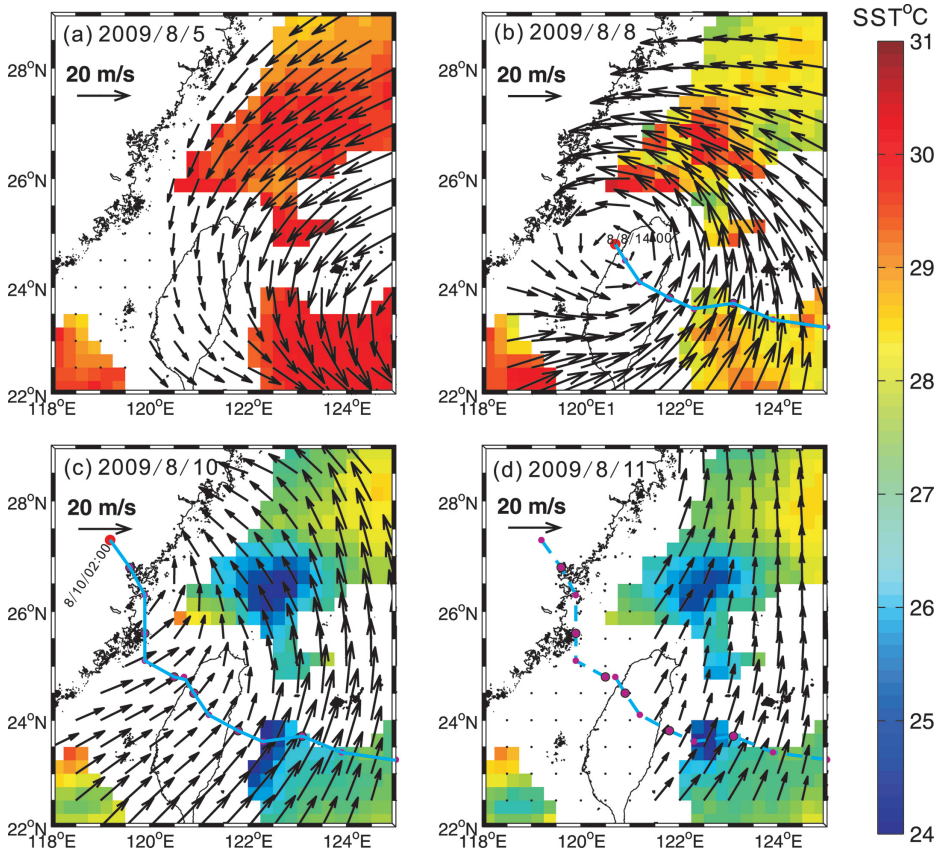 SST°C
(a) 2009/8/5
20 m/s
28°N
26°N
24°N
22°N
118°E
120°E
122°E
124°E
(b) 2009/8/8
20 m/s
8/8/14:00
28°N
26°N
24°N
22°N
118°E
120°E1
122°E
124°E
(c) 2009/8/10
20 m/s
8/10/02:00
28°N
26°N
24°N
22°N
118°E
120°E
122°E
124°E
(d) 2009/8/11
20 m/s
28°N
26°N
24°N
22°N
118°E
120°E
122°E
124°E
31
30
29
28
27
26
25
24